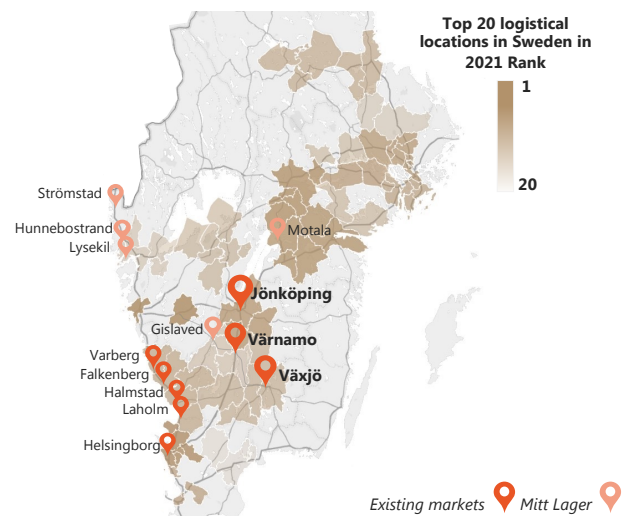 Top 20 logistical
locations in Sweden in
2021 Rank
1
20
Strömstad
Hunnebostrand
Lysekil
Motala
Jönköping
Gislaved
Värnamo
Varberg
Falkenberg
Växjö
Halmstad
Laholm
Helsingborg
Existing markets
Mitt Lager